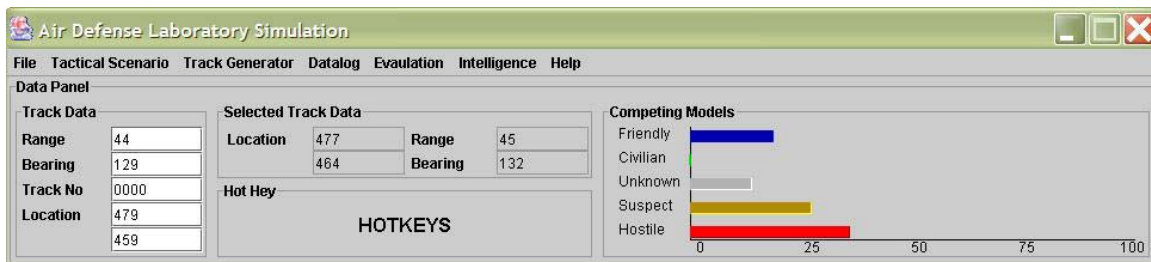 Air Defense Laboratory Simulation
File Tactical Scenario Track Generator Datalog Evaulation Intelligence Help
Data Panel
Track Data
Range 44
Bearing 129
Track No 0000
Location 479
459
Selected Track Data
Location 477 Range 45
464 Bearing 132
Hot Hey
HOTKEYS
Competing Models
Friendly
Civilian
Unknown
Suspect
Hostile
0 25 50 75 100